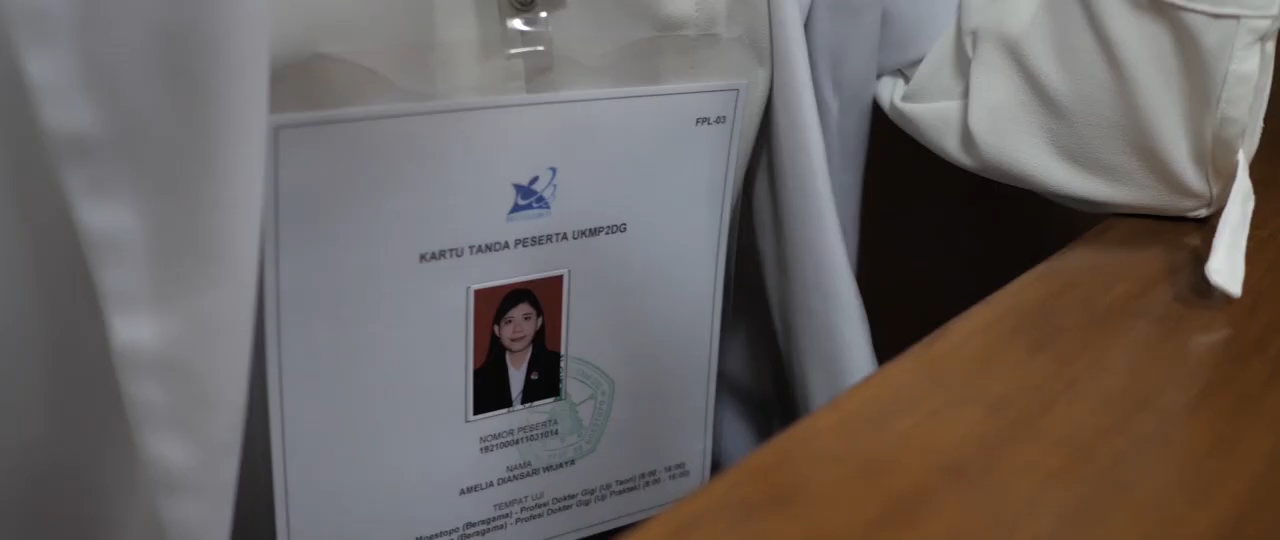 FPL-03
KARTU TANDA PESERTA UKMP2DG
NOMOR PESERTA
1921000411031014
NAMA
AMELIA DIANSARI WIJAYA
TEMPAT UJI
Moestopo (Beragama) - Profesi Dokter Gigi (Uji Teori) (8:00 - 16:00)
(Beragama) - Profesi Dokter Gigi (Uji Praktek) (8:00 - 16:00)